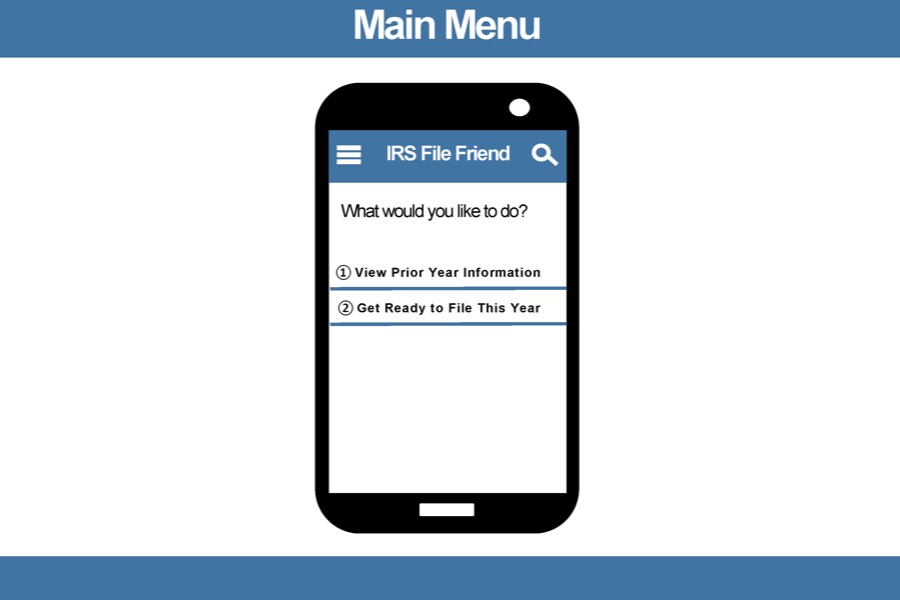 Main Menu
IRS File Friend
What would you like to do?
① View Prior Year Information
② Get Ready to File This Year